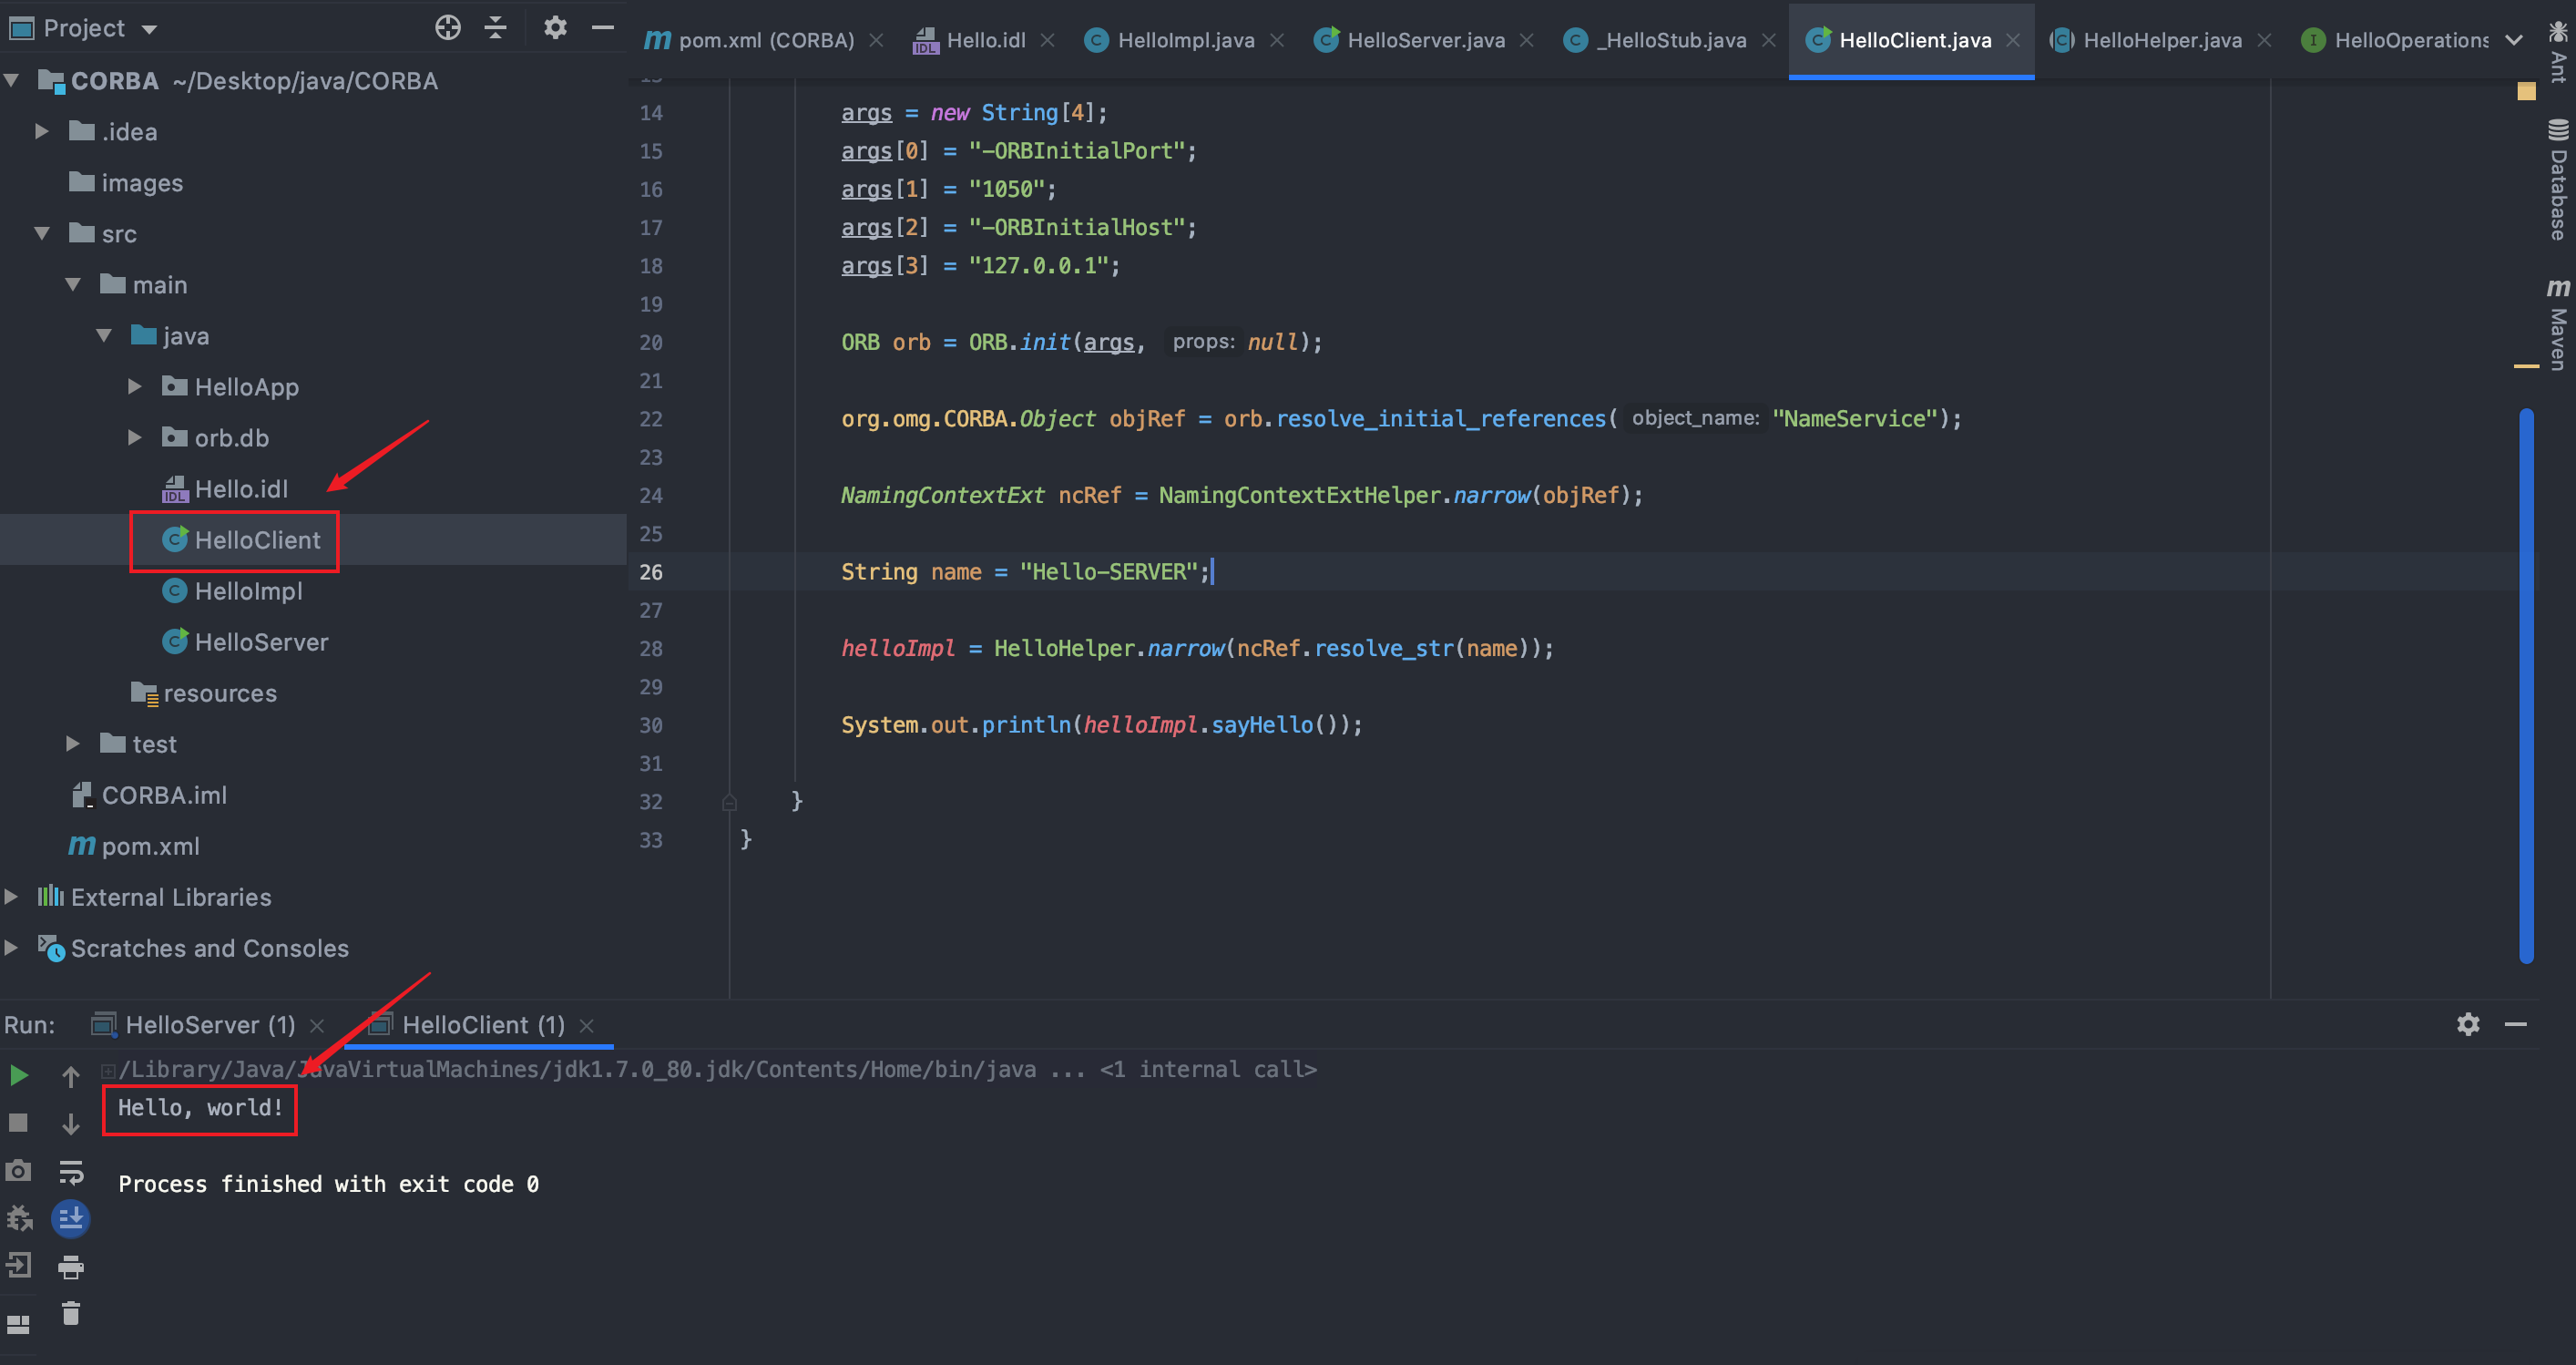 Project
pom.xml (CORBA)
Hello.idl
HelloImpl.java
HelloServer.java
_HelloStub.java
HelloClient.java
HelloHelper.java
HelloOperations
CORBA ~/Desktop/java/CORBA
.idea
images
src
main
java
HelloApp
orb.db
Hello.idl
HelloClient
HelloImpl
HelloServer
resources
test
CORBA.iml
pom.xml
External Libraries
Scratches and Consoles
14 args = new String[4];
15 args[0] = "-ORBInitialPort";
16 args[1] = "1050";
17 args[2] = "-ORBInitialHost";
18 args[3] = "127.0.0.1";
19
20 ORB orb = ORB.init(args, props: null);
21
22 org.omg.CORBA.Object objRef = orb.resolve_initial_references( object_name: "NameService");
23
24 NamingContextExt ncRef = NamingContextExtHelper.narrow(objRef);
25
26 String name = "Hello-SERVER";
27
28 helloImpl = HelloHelper.narrow(ncRef.resolve_str(name));
29
30 System.out.println(helloImpl.sayHello());
31
32 }
33 }
Ant
Database
Maven
Run: HelloServer (1) HelloClient (1)
/Library/Java/JavaVirtualMachines/jdk1.7.0_80.jdk/Contents/Home/bin/java ... <1 internal call>
Hello, world!
Process finished with exit code 0